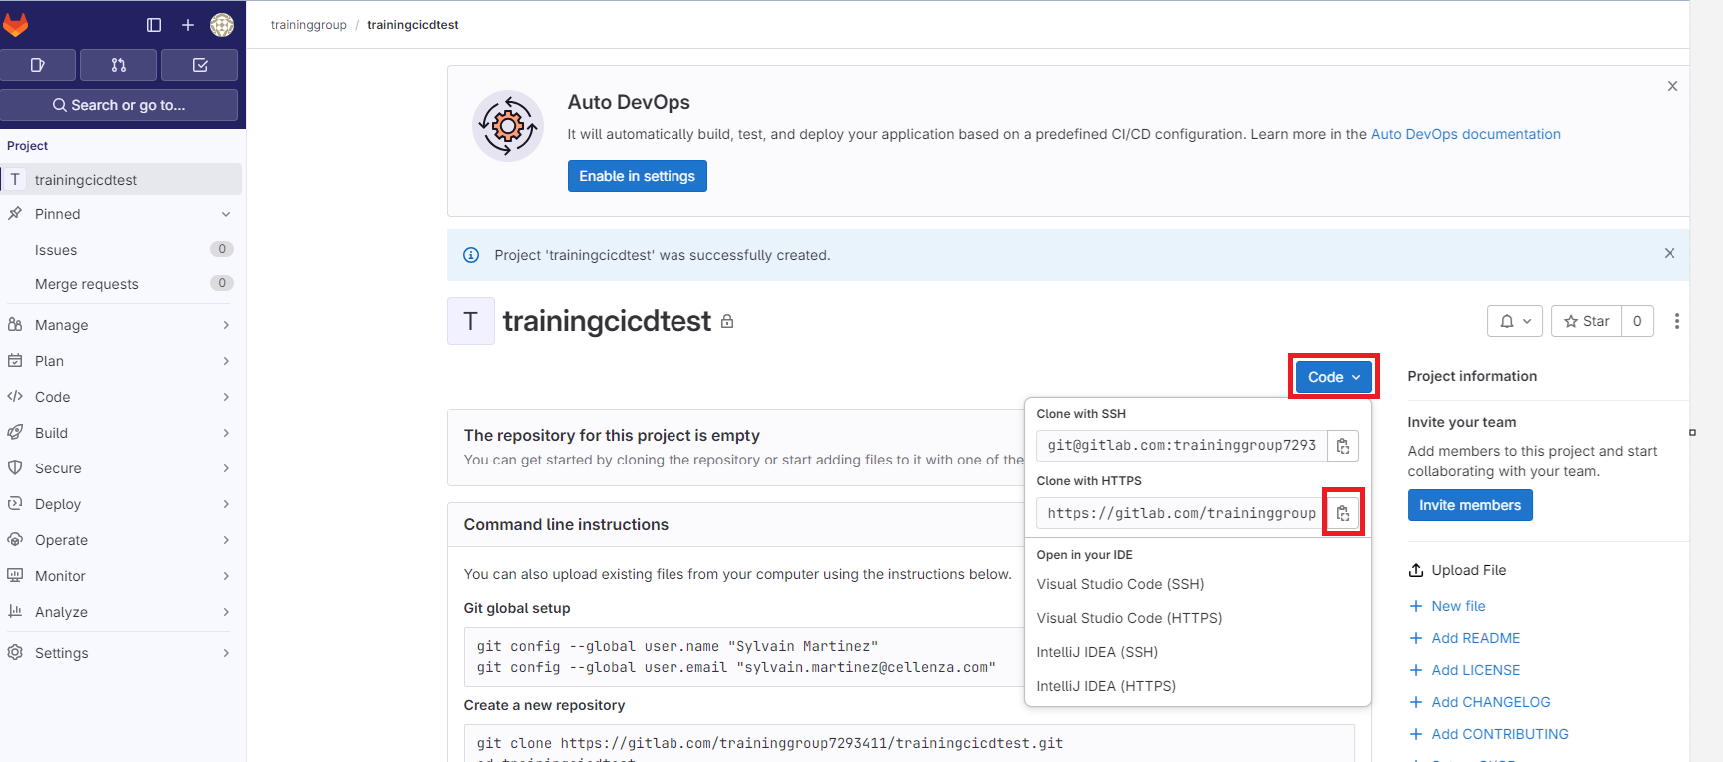 traininggroup / trainingcicdtest
Search or go to...
Project
T trainingcicdtest
Pinned
Issues 0
Merge requests 0
Manage
Plan
Code
Build
Secure
Deploy
Operate
Monitor
Analyze
Settings
Auto DevOps
It will automatically build, test, and deploy your application based on a predefined CI/CD configuration. Learn more in the Auto DevOps documentation
Enable in settings
Project 'trainingcicdtest' was successfully created.
T trainingcicdtest
Star 0
Code
Clone with SSH
git@gitlab.com:traininggroup7293
Clone with HTTPS
https://gitlab.com/traininggroup
Open in your IDE
Visual Studio Code (SSH)
Visual Studio Code (HTTPS)
IntelliJ IDEA (SSH)
IntelliJ IDEA (HTTPS)
The repository for this project is empty
You can get started by cloning the repository or start adding files to it with one of the
Command line instructions
You can also upload existing files from your computer using the instructions below.
Git global setup
git config --global user.name "Sylvain Martinez"
git config --global user.email "sylvain.martinez@cellenza.com"
Create a new repository
git clone https://gitlab.com/traininggroup7293411/trainingcicdtest.git
cd trainingcicdtest
Project information
Invite your team
Add members to this project and start
collaborating with your team.
Invite members
Upload File
New file
Add README
Add LICENSE
Add CHANGELOG
Add CONTRIBUTING